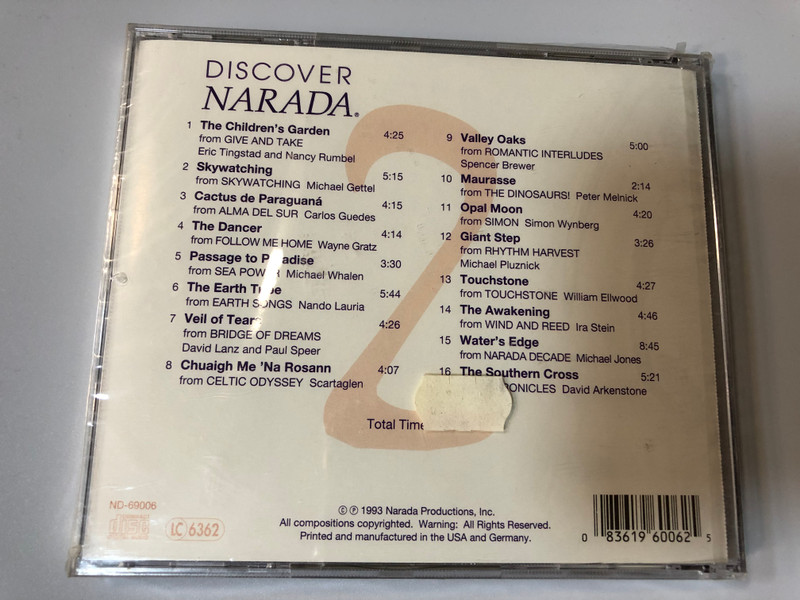 DISCOVER
NARADA®
2
1 The Children's Garden 4:25
from GIVE AND TAKE
Eric Tingstad and Nancy Rumbel
2 Skywatching 5:15
from SKYWATCHING Michael Gettel
3 Cactus de Paraguaná 4:15
from ALMA DEL SUR Carlos Guedes
4 The Dancer 4:14
from FOLLOW ME HOME Wayne Gratz
5 Passage to Paradise 3:30
from SEA POWER Michael Whalen
6 The Earth Tribe 5:44
from EARTH SONGS Nando Lauria
7 Veil of Tears 4:26
from BRIDGE OF DREAMS
David Lanz and Paul Speer
8 Chuaigh Me 'Na Rosann 4:07
from CELTIC ODYSSEY Scartaglen
9 Valley Oaks 5:00
from ROMANTIC INTERLUDES
Spencer Brewer
10 Maurasse 2:14
from THE DINOSAURS! Peter Melnick
11 Opal Moon 4:20
from SIMON Simon Wynberg
12 Giant Step 3:26
from RHYTHM HARVEST
Michael Pluznick
13 Touchstone 4:27
from TOUCHSTONE William Ellwood
14 The Awakening 4:46
from WIND AND REED Ira Stein
15 Water's Edge 8:45
from NARADA DECADE Michael Jones
16 The Southern Cross 5:21
David Arkenstone
Total Time
ND-69006
LC 6362
© ℗ 1993 Narada Productions, Inc.
All compositions copyrighted. Warning: All Rights Reserved.
Printed and manufactured in the USA and Germany.
0 83619 60062 5